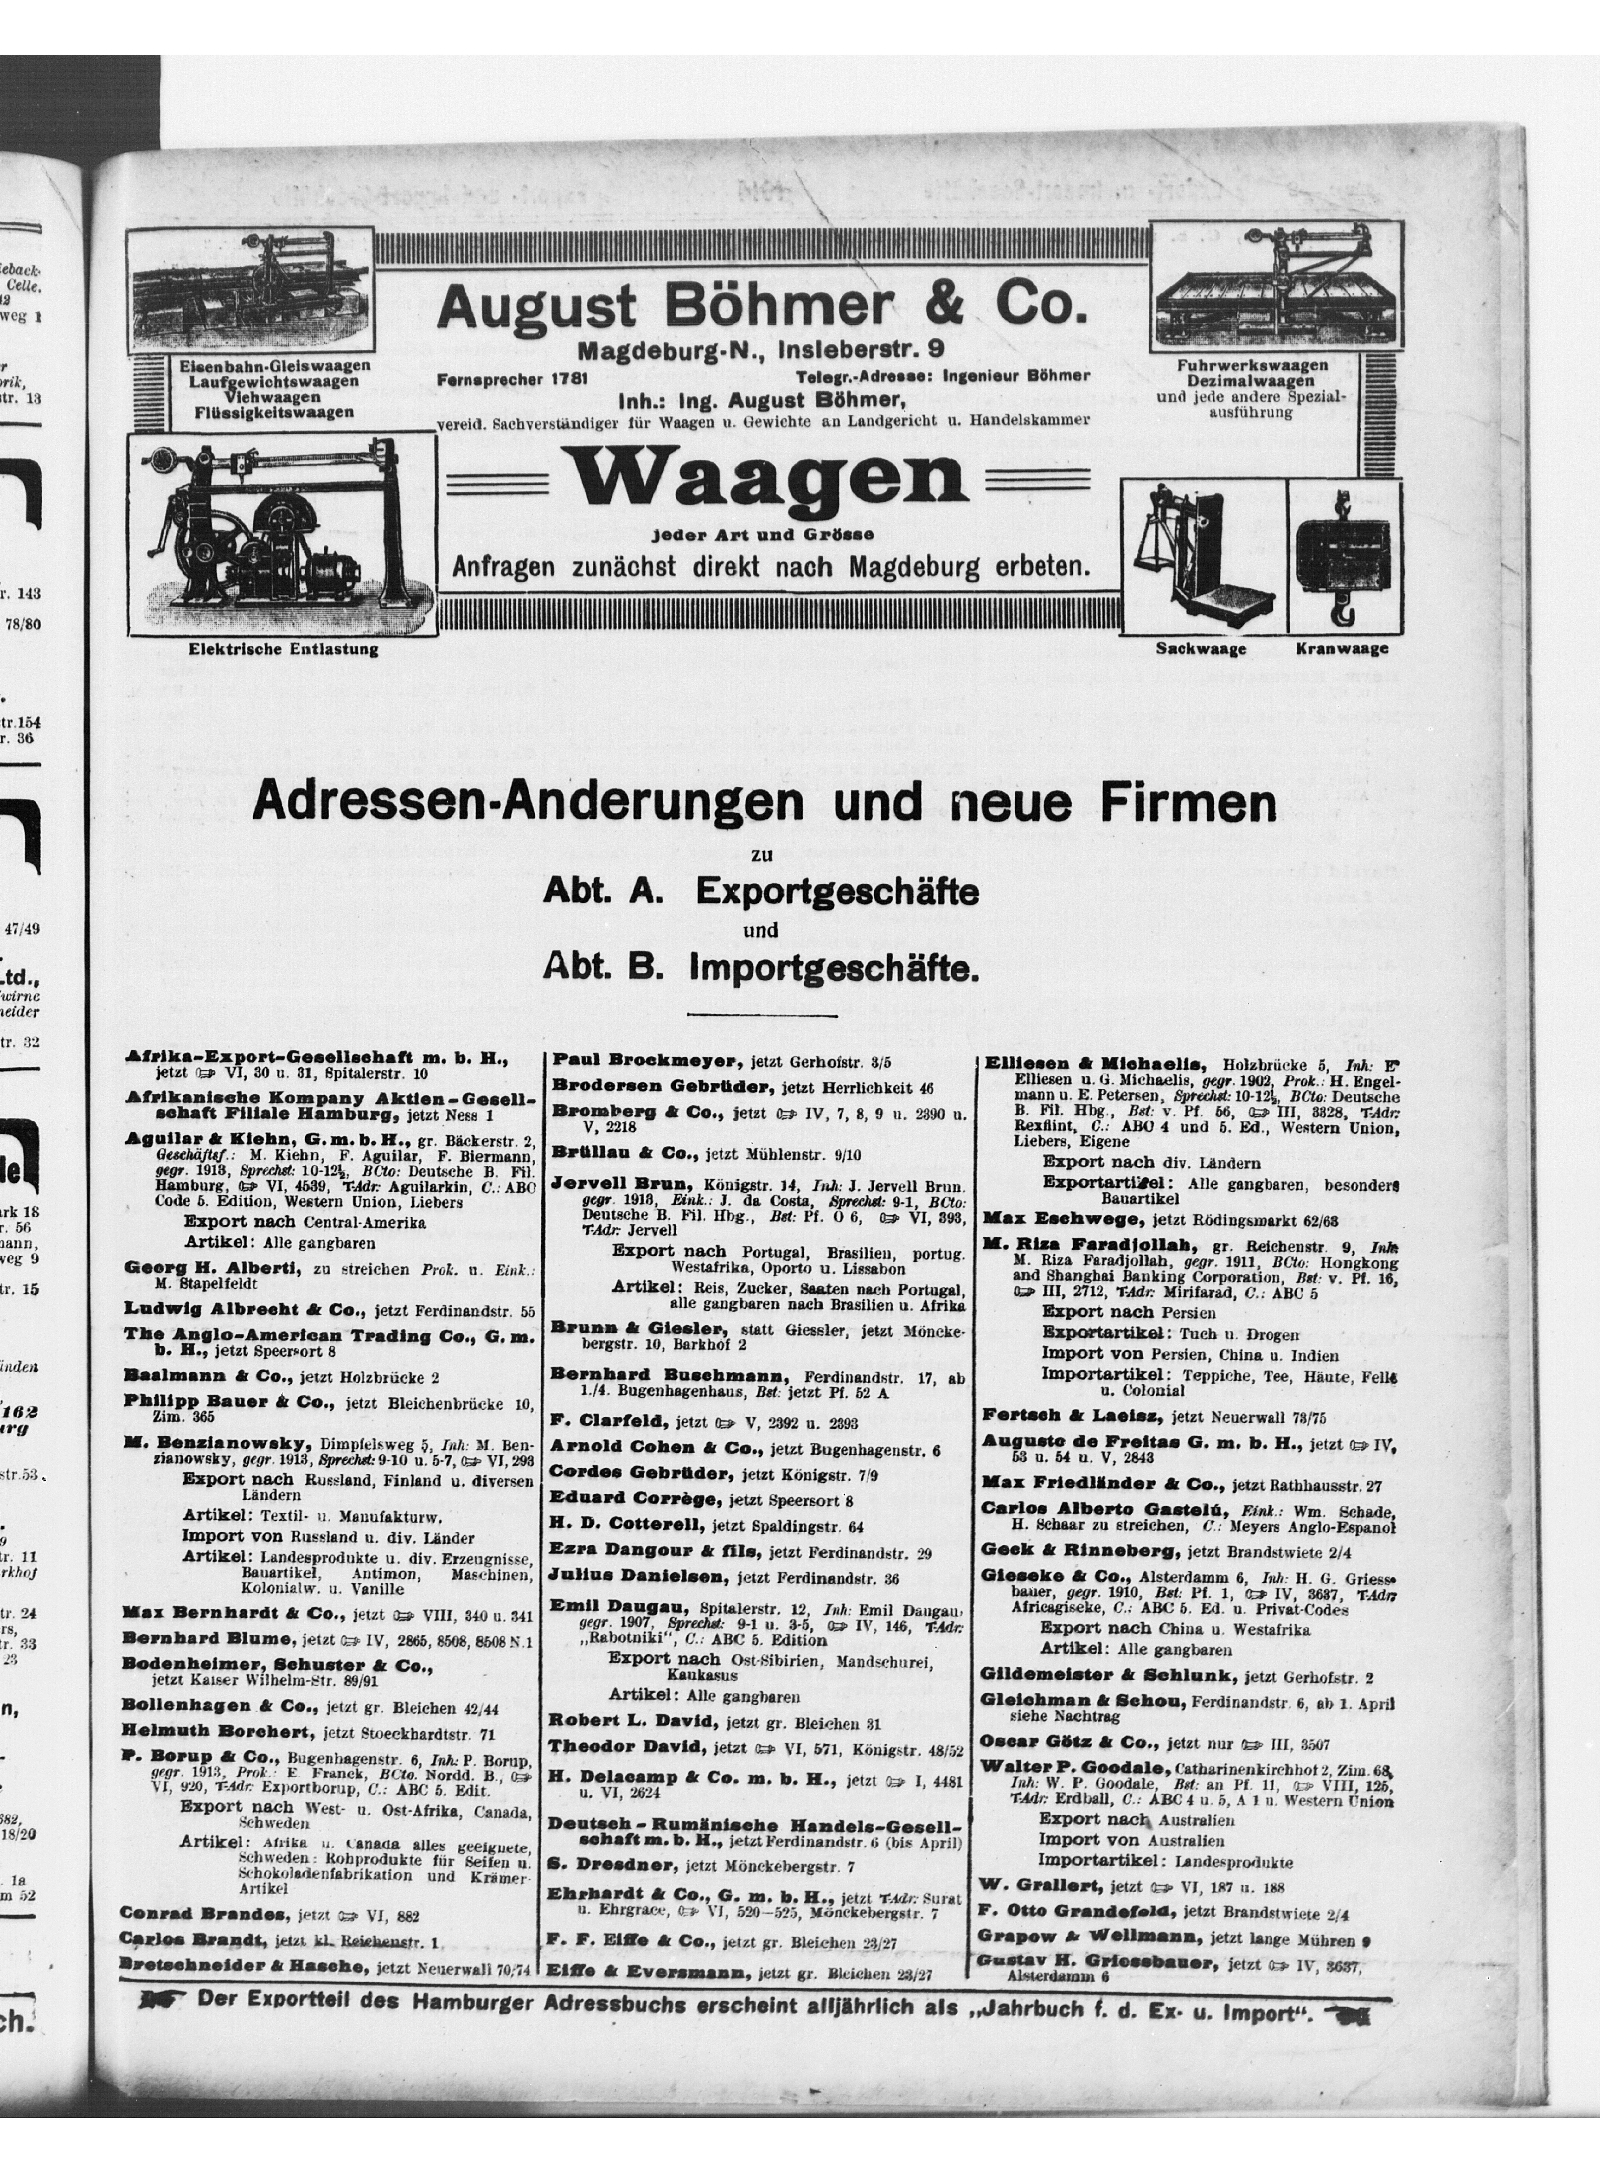 August Böhmer & Co.
Magdeburg-N., Insleberstr. 9
Fernsprecher 1781 Telegr.-Adresse: Ingenieur Böhmer
Inh.: Ing. August Böhmer,
vereid. Sachverständiger für Waagen u. Gewichte an Landgericht u. Handelskammer
Eisenbahn-Gleiswaagen
Laufgewichtswaagen
Viehwaagen
Flüssigkeitswaagen
Fuhrwerkswaagen
Dezimalwaagen
und jede andere Spezial-
ausführung
Waagen
jeder Art und Grösse
Anfragen zunächst direkt nach Magdeburg erbeten.
Elektrische Entlastung
Sackwaage
Kranwaage
Adressen-Anderungen und neue Firmen
zu
Abt. A. Exportgeschäfte
und
Abt. B. Importgeschäfte.
Afrika-Export-Gesellschaft m. b. H.,
jetzt ☞ VI, 30 u. 31, Spitalerstr. 10
Afrikanische Kompany Aktien-Gesell-
schaft Filiale Hamburg, jetzt Ness 1
Aguilar & Kiehn, G. m. b. H., gr. Bäckerstr. 2,
Geschäftsf.: M. Kiehn, F. Aguilar, F. Biermann,
gegr. 1913, Sprechst: 10-12½, BCto: Deutsche B. Fil.
Hamburg, ☞ VI, 4539, T-Adr: Aguilarkin, C.: ABC
Code 5. Edition, Western Union, Liebers
Export nach Central-Amerika
Artikel: Alle gangbaren
Georg H. Alberti, zu streichen Prok. u. Eink.:
M. Stapelfeldt
Ludwig Albrecht & Co., jetzt Ferdinandstr. 55
The Anglo-American Trading Co., G. m.
b. H., jetzt Speersort 8
Baalmann & Co., jetzt Holzbrücke 2
Philipp Bauer & Co., jetzt Bleichenbrücke 10,
Zim. 365
M. Benzianowsky, Dimpfelsweg 5, Inh: M. Ben-
zianowsky, gegr. 1913, Sprechst: 9-10 u. 5-7, ☞ VI, 293
Export nach Russland, Finland u. diversen
Ländern
Artikel: Textil- u. Manufakturw.
Import von Russland u. div. Länder
Artikel: Landesprodukte u. div. Erzeugnisse,
Bauartikel, Antimon, Maschinen,
Kolonialw. u. Vanille
Max Bernhardt & Co., jetzt ☞ VIII, 340 u. 341
Bernhard Blume, jetzt ☞ IV, 2865, 8508, 8508 N.1
Bodenheimer, Schuster & Co.,
jetzt Kaiser Wilhelm-Str. 89/91
Bollenhagen & Co., jetzt gr. Bleichen 42/44
Helmuth Borchert, jetzt Stoeckhardtstr. 71
P. Borup & Co., Bugenhagenstr. 6, Inh: P. Borup,
gegr. 1913, Prok.: E. Franck, BCto. Nordd. B., ☞
VI, 920, T-Adr: Exportborup, C.: ABC 5. Edit.
Export nach West- u. Ost-Afrika, Canada,
Schweden
Artikel: Afrika u. Canada alles geeignete,
Schweden: Rohprodukte für Seifen u.
Schokoladenfabrikation und Krämer-
Artikel
Conrad Brandes, jetzt ☞ VI, 882
Carlos Brandt, jetzt kl. Reichenstr. 1
Bretschneider & Hasche, jetzt Neuerwall 70/74
Paul Brockmeyer, jetzt Gerhofstr. 3/5
Brodersen Gebrüder, jetzt Herrlichkeit 46
Bromberg & Co., jetzt ☞ IV, 7, 8, 9 u. 2390 u.
V, 2218
Brüllau & Co., jetzt Mühlenstr. 9/10
Jervell Brun, Königstr. 14, Inh: J. Jervell Brun.
gegr. 1913, Eink.: J. da Costa, Sprechst: 9-1, BCto:
Deutsche B. Fil. Hbg., Bst: Pf. O 6, ☞ VI, 393,
T-Adr: Jervell
Export nach Portugal, Brasilien, portug.
Westafrika, Oporto u. Lissabon
Artikel: Reis, Zucker, Saaten nach Portugal,
alle gangbaren nach Brasilien u. Afrika
Brunn & Giesler, statt Giessler, jetzt Möncke-
bergstr. 10, Barkhof 2
Bernhard Buschmann, Ferdinandstr. 17, ab
1./4. Bugenhagenhaus, Bst: jetzt Pf. 52 A
F. Clarfeld, jetzt ☞ V, 2392 u. 2393
Arnold Cohen & Co., jetzt Bugenhagenstr. 6
Cordes Gebrüder, jetzt Königstr. 7/9
Eduard Corrège, jetzt Speersort 8
H. D. Cotterell, jetzt Spaldingstr. 64
Ezra Dangour & fils, jetzt Ferdinandstr. 29
Julius Danielsen, jetzt Ferdinandstr. 36
Emil Daugau, Spitalerstr. 12, Inh: Emil Daugau,
gegr. 1907, Sprechst: 9-1 u. 3-5, ☞ IV, 146, T-Adr:
„Rabotniki“, C.: ABC 5. Edition
Export nach Ost-Sibirien, Mandschurei,
Kaukasus
Artikel: Alle gangbaren
Robert L. David, jetzt gr. Bleichen 31
Theodor David, jetzt ☞ VI, 571, Königstr. 48/52
H. Delacamp & Co. m. b. H., jetzt ☞ I, 4481
u. VI, 2624
Deutsch-Rumänische Handels-Gesell-
schaft m. b. H., jetzt Ferdinandstr. 6 (bis April)
S. Dresdner, jetzt Mönckebergstr. 7
Ehrhardt & Co., G. m. b. H., jetzt T-Adr: Surat
u. Ehrgrace, ☞ VI, 520–525, Mönckebergstr. 7
F. F. Eiffe & Co., jetzt gr. Bleichen 23/27
Eiffe & Eversmann, jetzt gr. Bleichen 23/27
Elliesen & Michaelis, Holzbrücke 5, Inh: E
Elliesen u. G. Michaelis, gegr. 1902, Prok.: H. Engel-
mann u. E. Petersen, Sprechst: 10-12½, BCto: Deutsche
B. Fil. Hbg., Bst: v. Pf. 56, ☞ III, 3328, T-Adr:
Rexflint, C.: ABC 4 und 5. Ed., Western Union,
Liebers, Eigene
Export nach div. Ländern
Exportartikel: Alle gangbaren, besonders
Bauartikel
Max Eschwege, jetzt Rödingsmarkt 62/63
M. Riza Faradjollah, gr. Reichenstr. 9, Inh:
M. Riza Faradjollah, gegr. 1911, BCto: Hongkong
and Shanghai Banking Corporation, Bst: v. Pf. 16,
☞ III, 2712, T-Adr: Mirifarad, C.: ABC 5
Export nach Persien
Exportartikel: Tuch u. Drogen
Import von Persien, China u. Indien
Importartikel: Teppiche, Tee, Häute, Felle
u. Colonial
Fertsch & Laeisz, jetzt Neuerwall 73/75
Auguste de Freitas G. m. b. H., jetzt ☞ IV,
53 u. 54 u. V, 2843
Max Friedländer & Co., jetzt Rathhausstr. 27
Carlos Alberto Gastelú, Eink.: Wm. Schade,
H. Schaar zu streichen, C.: Meyers Anglo-Espanol
Geck & Rinneberg, jetzt Brandstwiete 2/4
Gieseke & Co., Alsterdamm 6, Inh: H. G. Griess-
bauer, gegr. 1910, Bst: Pf. 1, ☞ IV, 3637, T-Adr:
Africagiseke, C.: ABC 5. Ed. u. Privat-Codes
Export nach China u. Westafrika
Artikel: Alle gangbaren
Gildemeister & Schlunk, jetzt Gerhofstr. 2
Gleichman & Schou, Ferdinandstr. 6, ab 1. April
siehe Nachtrag
Oscar Götz & Co., jetzt nur ☞ III, 3507
Walter P. Goodale, Catharinenkirchhof 2, Zim. 68,
Inh: W. P. Goodale, Bst: an Pf. 11, ☞ VIII, 125,
T-Adr: Erdball, C.: ABC 4 u. 5, A 1 u. Western Union
Export nach Australien
Import von Australien
Importartikel: Landesprodukte
W. Grallert, jetzt ☞ VI, 187 u. 188
F. Otto Grandefeld, jetzt Brandstwiete 2/4
Grapow & Wellmann, jetzt lange Mühren 9
Gustav H. Griessbauer, jetzt ☞ IV, 3637,
Alsterdamm 6
Der Exportteil des Hamburger Adressbuchs erscheint alljährlich als „Jahrbuch f. d. Ex- u. Import“.